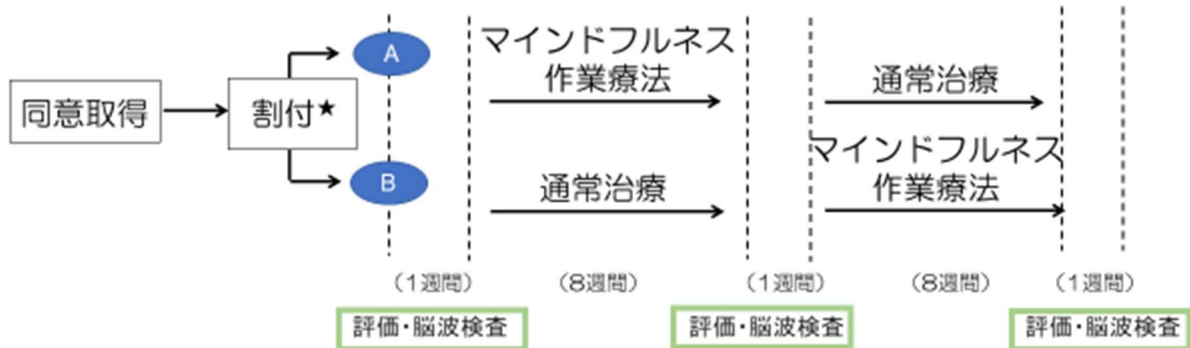 同意取得
割付★
A
B
マインドフルネス
作業療法
通常治療
通常治療
マインドフルネス
作業療法
(1週間)
(8週間)
(1週間)
(8週間)
(1週間)
評価・脳波検査
評価・脳波検査
評価・脳波検査